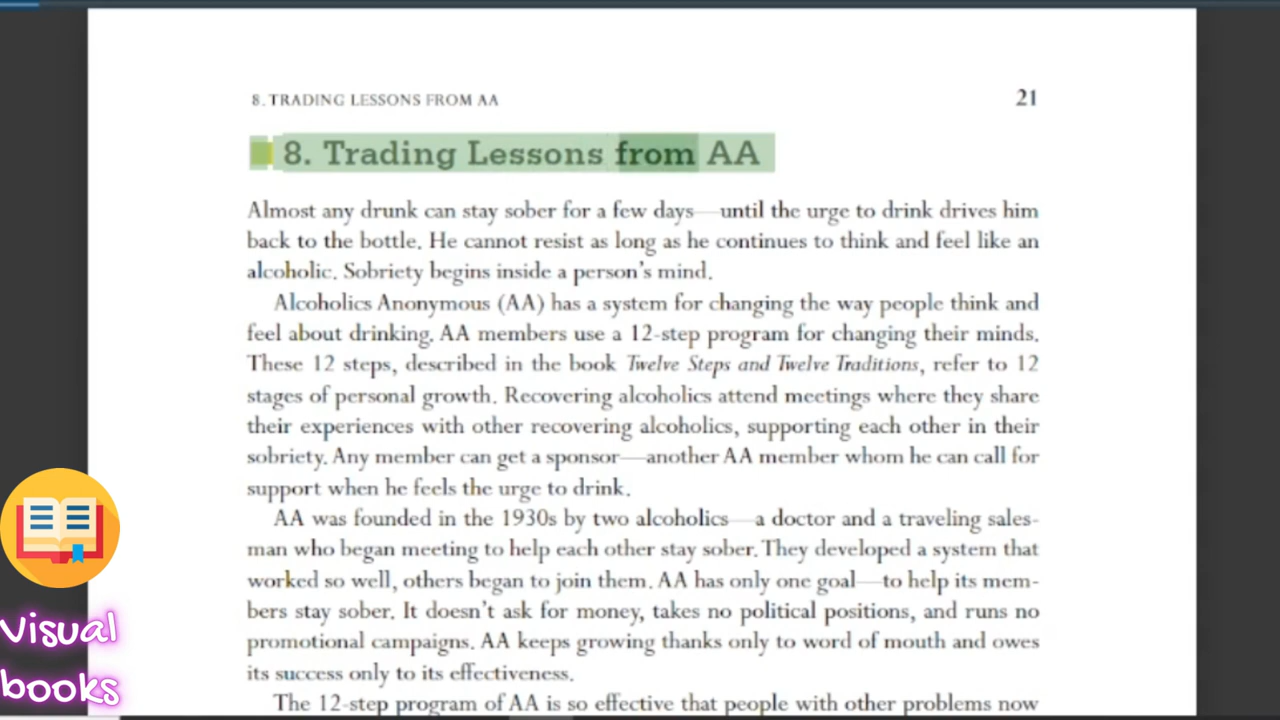 8. TRADING LESSONS FROM AA 21
8. Trading Lessons from AA
Almost any drunk can stay sober for a few days—until the urge to drink drives him
back to the bottle. He cannot resist as long as he continues to think and feel like an
alcoholic. Sobriety begins inside a person's mind.
Alcoholics Anonymous (AA) has a system for changing the way people think and
feel about drinking. AA members use a 12-step program for changing their minds.
These 12 steps, described in the book Twelve Steps and Twelve Traditions, refer to 12
stages of personal growth. Recovering alcoholics attend meetings where they share
their experiences with other recovering alcoholics, supporting each other in their
sobriety. Any member can get a sponsor—another AA member whom he can call for
support when he feels the urge to drink.
AA was founded in the 1930s by two alcoholics—a doctor and a traveling sales-
man who began meeting to help each other stay sober. They developed a system that
worked so well, others began to join them. AA has only one goal—to help its mem-
bers stay sober. It doesn't ask for money, takes no political positions, and runs no
promotional campaigns. AA keeps growing thanks only to word of mouth and owes
its success only to its effectiveness.
The 12-step program of AA is so effective that people with other problems now
Visual
books